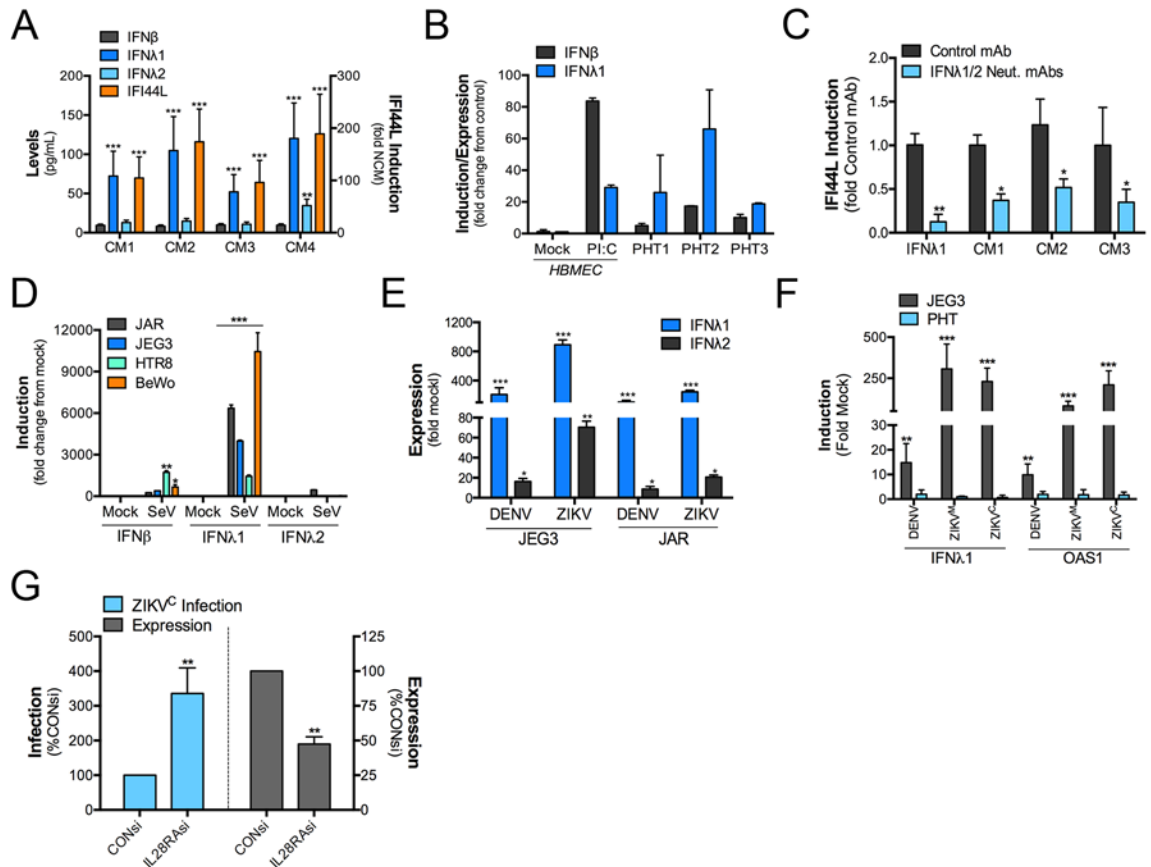 A
IFNβ
IFNλ1
IFNλ2
IFI44L
Levels
(pg/mL)
200
150
100
50
0
300
200
100
0
IFI44L Induction
(fold NCM)
*** *** *** *** *** *** *** ** ***
CM1 CM2 CM3 CM4
B
IFNβ
IFNλ1
Induction/Expression
(fold change from control)
100
80
60
40
20
0
Mock PI:C PHT1 PHT2 PHT3
HBMEC
C
Control mAb
IFNλ1/2 Neut. mAbs
IFI44L Induction
(fold Control mAb)
2.0
1.5
1.0
0.5
0.0
** * * *
IFNλ1 CM1 CM2 CM3
D
JAR
JEG3
HTR8
BeWo
Induction
(fold change from mock)
12000
9000
6000
3000
0
** * ***
Mock SeV Mock SeV Mock SeV
IFNβ IFNλ1 IFNλ2
E
IFNλ1
IFNλ2
Expression
(fold mockl)
1200
800
400
80
60
40
20
0
*** * *** ** *** * *** *
DENV ZIKV DENV ZIKV
JEG3 JAR
F
JEG3
PHT
Induction
(Fold Mock)
500
250
30
20
10
0
** *** *** ** *** ***
DENV ZIKVᴹ ZIKVᶜ DENV ZIKVᴹ ZIKVᶜ
IFNλ1 OAS1
G
ZIKVᶜ Infection
Expression
Infection
(%CONsi)
500
400
300
200
100
0
125
100
75
50
25
0
Expression
(%CONsi)
** **
CONsi IL28RAsi CONsi IL28RAsi